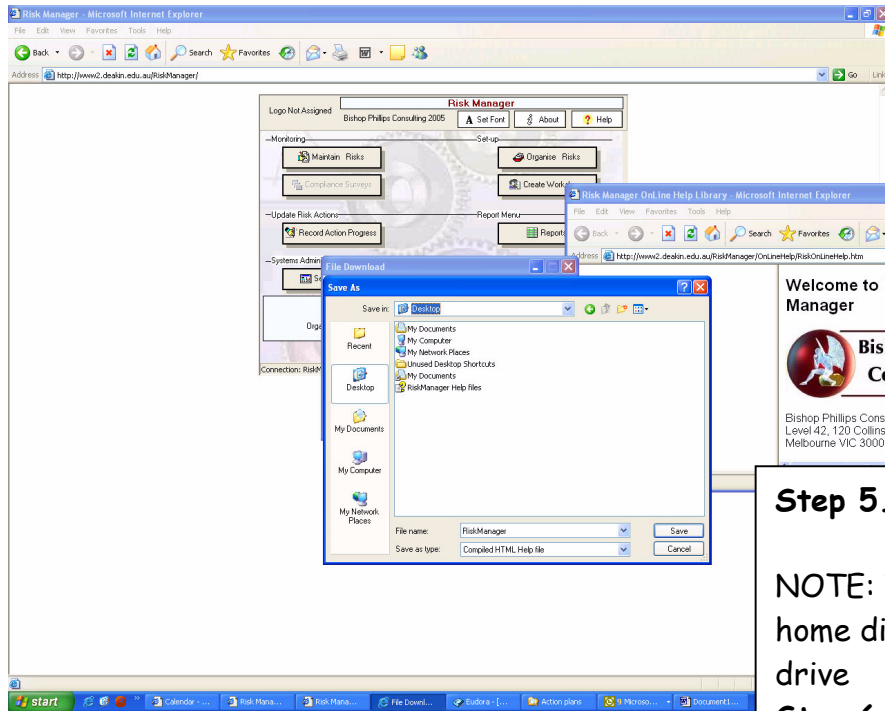 Risk Manager - Microsoft Internet Explorer
File Edit View Favorites Tools Help
Back Search Favorites
Address http://www2.deakin.edu.au/RiskManager/ Go Link
Logo Not Assigned
Risk Manager
Bishop Phillips Consulting 2005
A Set Font About ? Help
Monitoring Set-up
Maintain Risks Organise Risks
Compliance Surveys Create Works
Update Risk Actions Report Menu
Record Action Progress Reports
Systems Admin
Se
Orga
Connection: RiskM
Risk Manager OnLine Help Library - Microsoft Internet Explorer
File Edit View Favorites Tools Help
Back Search Favorites
Address http://www2.deakin.edu.au/RiskManager/OnLineHelp/RiskOnLineHelp.htm
Welcome to
Manager
Bis
Co
Bishop Phillips Cons
Level 42, 120 Collins
Melbourne VIC 3000
File Download
Save As
Save in: Desktop
Recent
Desktop
My Documents
My Computer
My Network
Places
My Documents
My Computer
My Network Places
Unused Desktop Shortcuts
My Documents
RiskManager Help files
File name: RiskManager Save
Save as type: Compiled HTML Help file Cancel
Step 5.
NOTE:
home di
drive
start Calendar - ... Risk Mana... Risk Mana... File Downl... Eudora - [... Action plans 9 Microso... Document1...